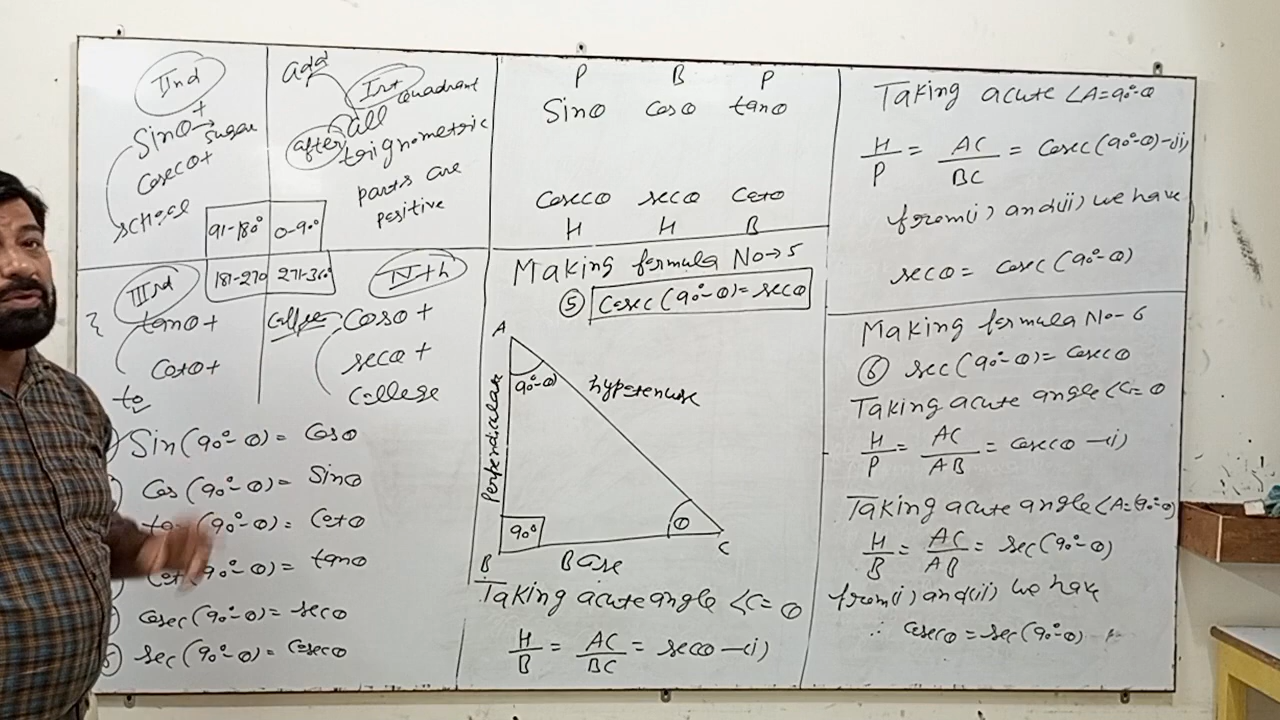 IInd
Sinθ+
→ Sugar
Cosecθ+
School
91-180°
add
Irst Quadrant
after
all
trignometric
parts are
positive
0-90°
IIIrd
181-270
tanθ+
Cotθ+
to
271-360°
IVth
Coffee
Cosθ+
secθ+
College
Sin(90°-θ)= Cosθ
Cos(90°-θ)= Sinθ
(90°-θ)= Cotθ
Cot(90°-θ)= tanθ
Cosec(90°-θ)= secθ
6) sec(90°-θ)= Cosecθ
P B P
Sinθ Cosθ tanθ
Cosecθ secθ Cotθ
H H B
Making formula No→5
⑤ Cosec(90°-θ)= secθ
A
90°-θ
Perpendiculare
hypotenuse
90°
θ
B
Base
C
Taking acute angle ∠C= θ
H/B = AC/BC = secθ —(i)
Taking acute ∠A=90°-θ
H/P = AC/BC = Cosec(90°-θ)-(ii)
from(i) and(ii) we have
secθ= Cosec(90°-θ)
Making formula No-6
⑥ sec(90°-θ)= Cosecθ
Taking acute angle ∠C=θ
H/P = AC/AB = Cosecθ —(i)
Taking acute angle ∠A=(90°-θ)
H/B = AC/AB = sec(90°-θ)
from(i) and(ii) we have
∴ Cosecθ=sec(90°-θ)